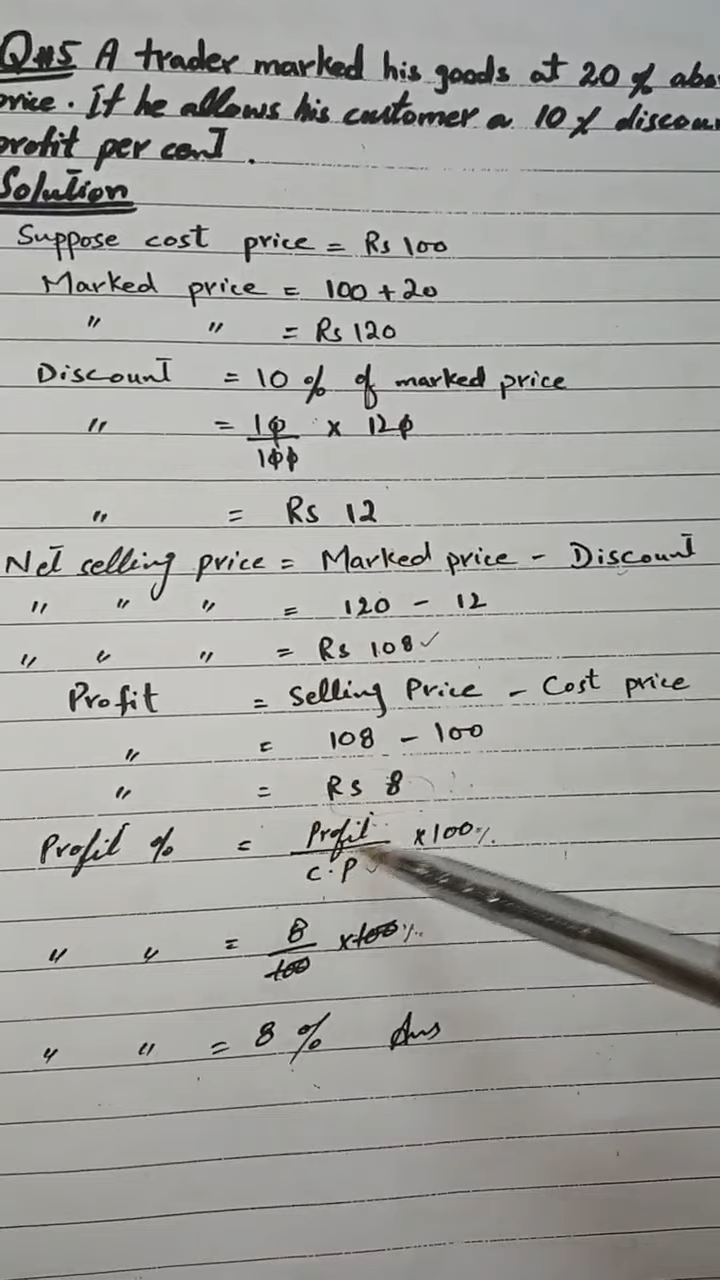 Q#5 A trader marked his goods at 20 % abo
price. If he allows his customer a 10 % discou
profit per cent.
Solution
Suppose cost price = Rs 100
Marked price = 100 + 20
" " = Rs 120
Discount = 10 % of marked price
" = 10/100 × 120
" = Rs 12
Net selling price = Marked price - Discount
" " " = 120 - 12
" " " = Rs 108 ✓
Profit = Selling Price - Cost price
" = 108 - 100
" = Rs 8
Profit % = Profit/C.P × 100%
" " = 8/100 × 100%
" " = 8 % Ans